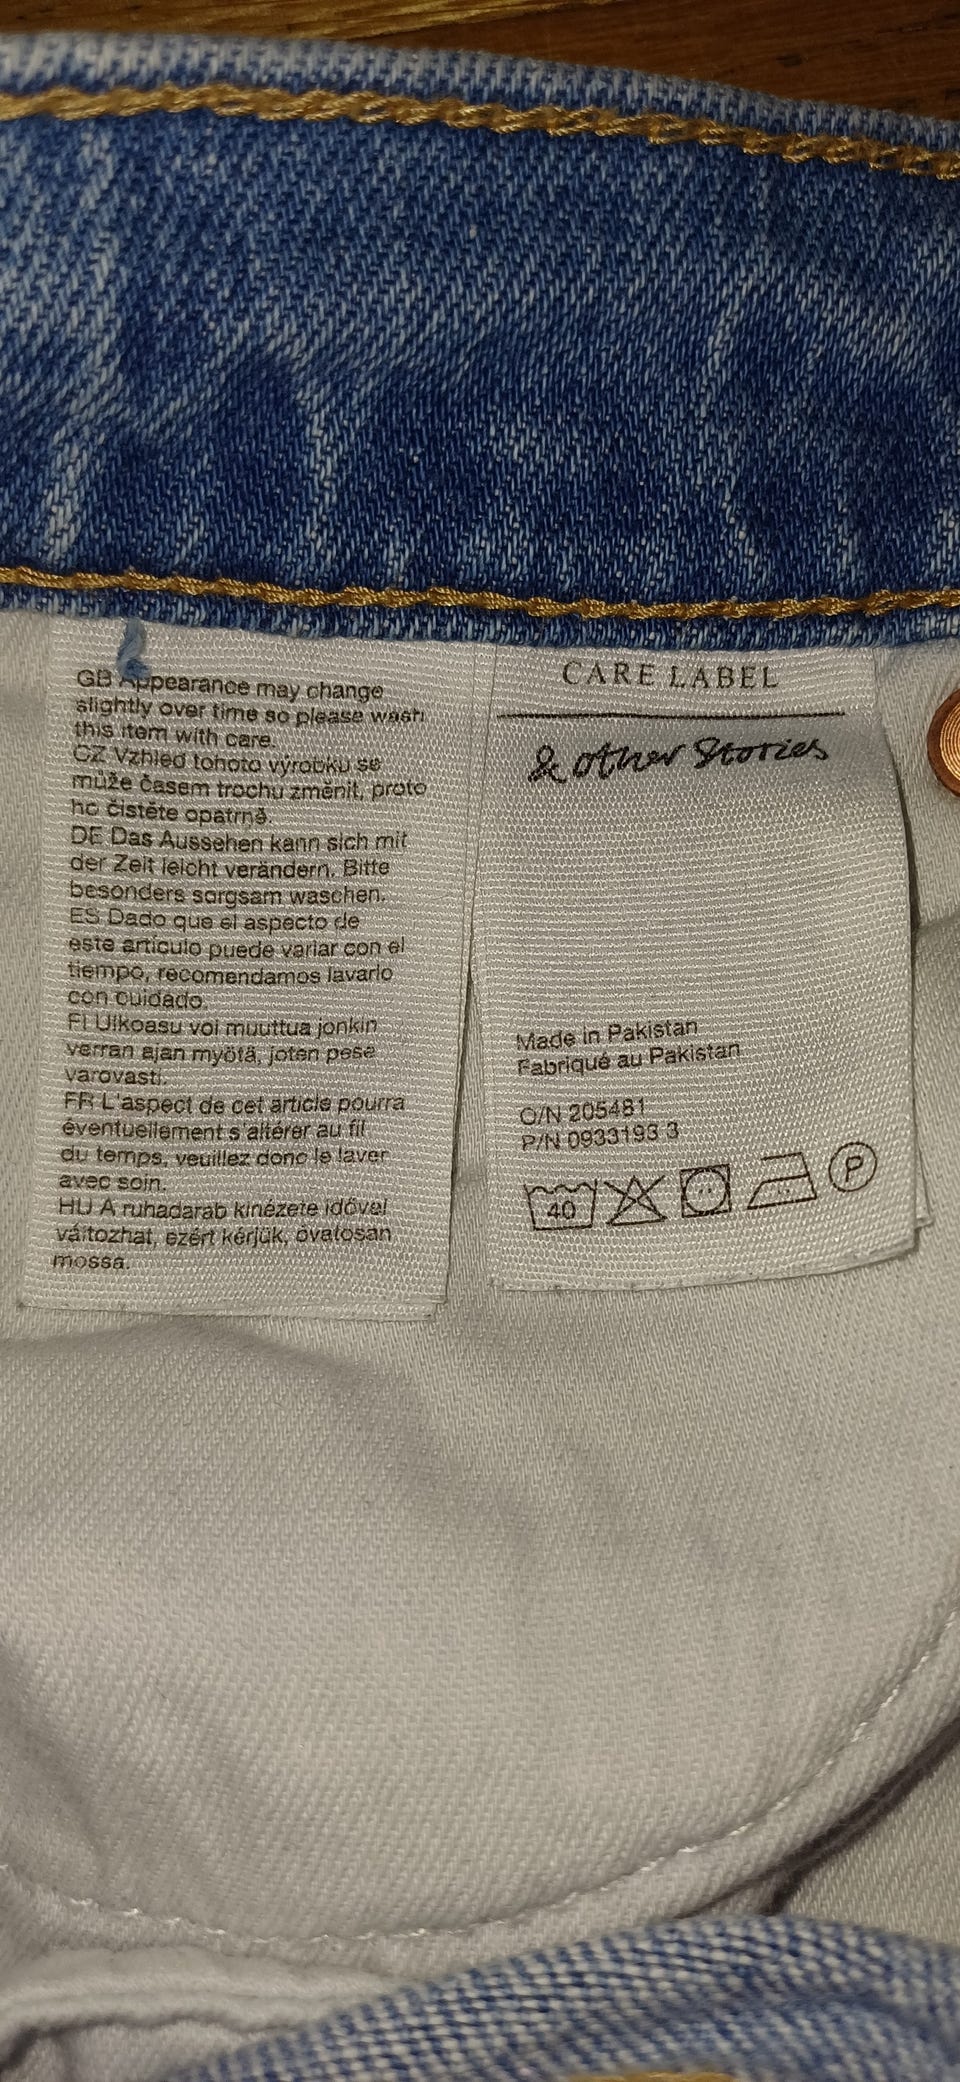 GB Appearance may change
slightly over time so please wash
this item with care.
CZ Vzhled tohoto výrobku se
může časem trochu změnit, proto
ho čistěte opatrně.
DE Das Aussehen kann sich mit
der Zeit leicht verändern. Bitte
besonders sorgsam waschen.
ES Dado que el aspecto de
este artículo puede variar con el
tiempo, recomendamos lavarlo
con cuidado.
FI Ulkoasu voi muuttua jonkin
verran ajan myötä, joten pese
varovasti.
FR L'aspect de cet article pourra
éventuellement s'altérer au fil
du temps, veuillez donc le laver
avec soin.
HU A ruhadarab kinézete idővel
változhat, ezért kérjük, óvatosan
mossa.
CARE LABEL
& other Stories
Made in Pakistan
Fabriqué au Pakistan
O/N 205481
P/N 0933193 3
40 P